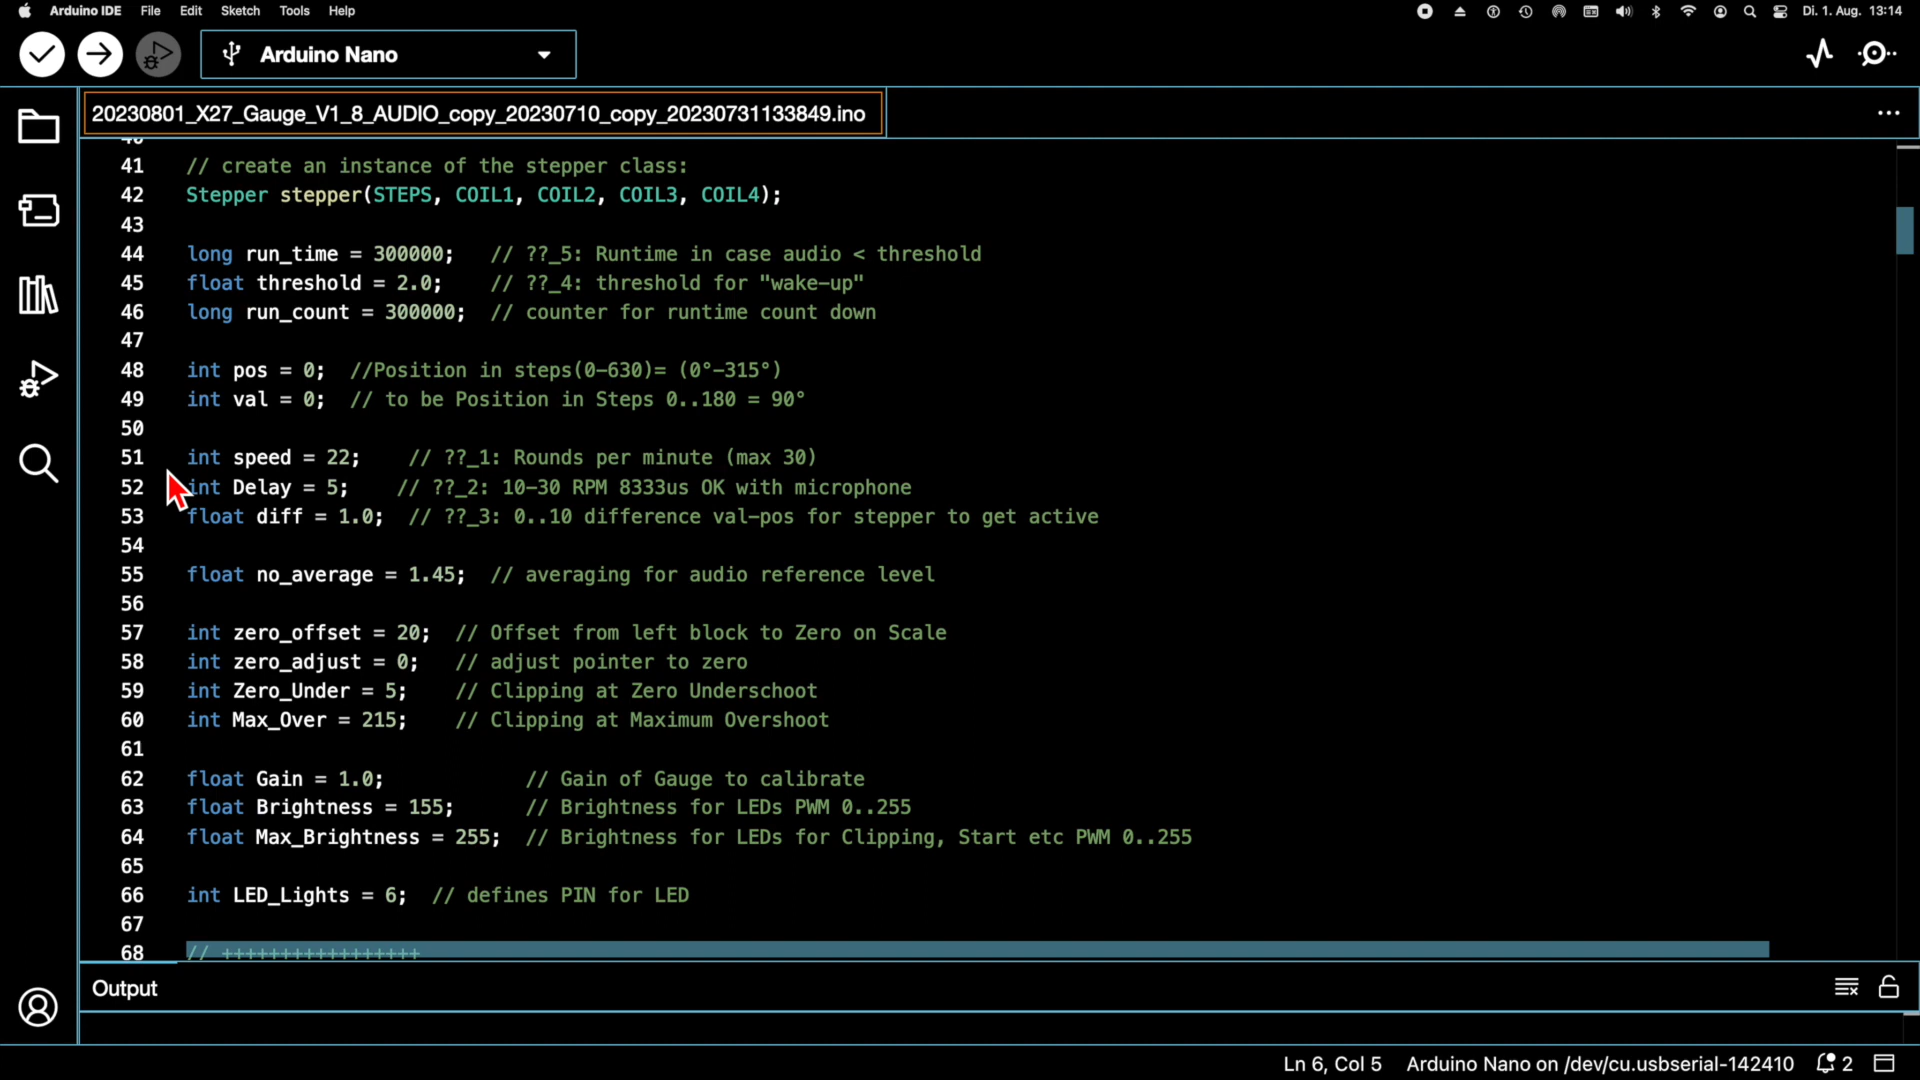 Arduino IDE File Edit Sketch Tools Help Di. 1. Aug. 13:14
Arduino Nano
20230801_X27_Gauge_V1_8_AUDIO_copy_20230710_copy_20230731133849.ino
40
41 // create an instance of the stepper class:
42 Stepper stepper(STEPS, COIL1, COIL2, COIL3, COIL4);
43
44 long run_time = 300000; // ??_5: Runtime in case audio < threshold
45 float threshold = 2.0; // ??_4: threshold for "wake-up"
46 long run_count = 300000; // counter for runtime count down
47
48 int pos = 0; //Position in steps(0-630)= (0°-315°)
49 int val = 0; // to be Position in Steps 0..180 = 90°
50
51 int speed = 22; // ??_1: Rounds per minute (max 30)
52 int Delay = 5; // ??_2: 10-30 RPM 8333us OK with microphone
53 float diff = 1.0; // ??_3: 0..10 difference val-pos for stepper to get active
54
55 float no_average = 1.45; // averaging for audio reference level
56
57 int zero_offset = 20; // Offset from left block to Zero on Scale
58 int zero_adjust = 0; // adjust pointer to zero
59 int Zero_Under = 5; // Clipping at Zero Underschoot
60 int Max_Over = 215; // Clipping at Maximum Overshoot
61
62 float Gain = 1.0; // Gain of Gauge to calibrate
63 float Brightness = 155; // Brightness for LEDs PWM 0..255
64 float Max_Brightness = 255; // Brightness for LEDs for Clipping, Start etc PWM 0..255
65
66 int LED_Lights = 6; // defines PIN for LED
67
68 // +++++++++++++++++
Output
Ln 6, Col 5 Arduino Nano on /dev/cu.usbserial-142410 2